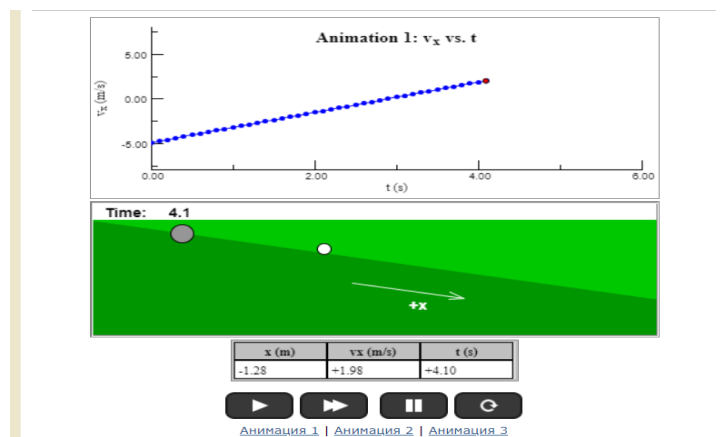 Animation 1: vx vs. t
5.00
0.00
-5.00
vx (m/s)
0.00 2.00 4.00 6.00
t (s)
Time: 4.1
+x
x (m) vx (m/s) t (s)
-1.28 +1.98 +4.10
Анимация 1 | Анимация 2 | Анимация 3